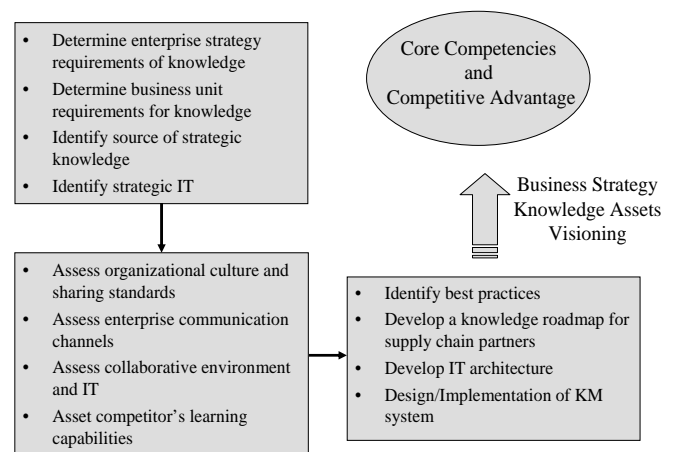 • Determine enterprise strategy
requirements of knowledge
• Determine business unit
requirements for knowledge
• Identify source of strategic
knowledge
• Identify strategic IT
Core Competencies
and
Competitive Advantage
Business Strategy
Knowledge Assets
Visioning
• Assess organizational culture and
sharing standards
• Assess enterprise communication
channels
• Assess collaborative environment
and IT
• Asset competitor's learning
capabilities
• Identify best practices
• Develop a knowledge roadmap for
supply chain partners
• Develop IT architecture
• Design/Implementation of KM
system